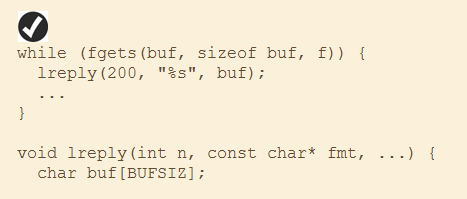 while (fgets(buf, sizeof buf, f)) {
  lreply(200, "%s", buf);
  ...
}
void lreply(int n, const char* fmt, ...) {
  char buf[BUFSIZ];